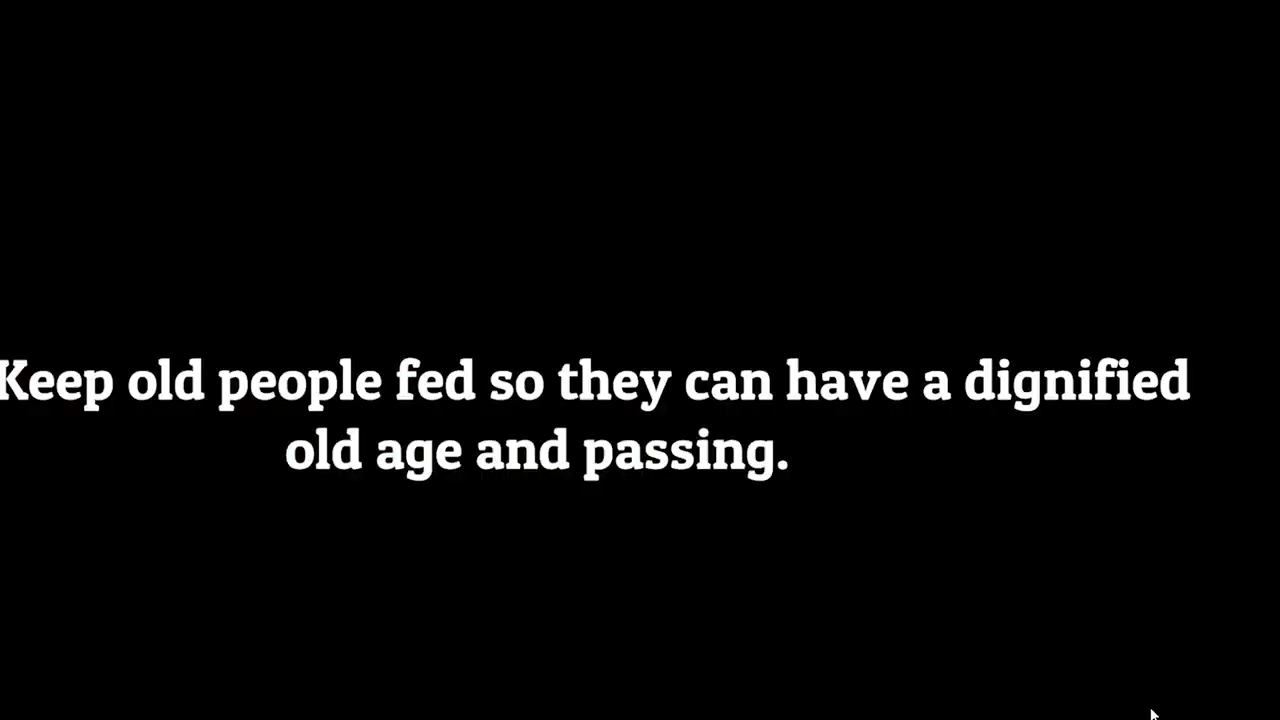 Keep old people fed so they can have a dignified
old age and passing.